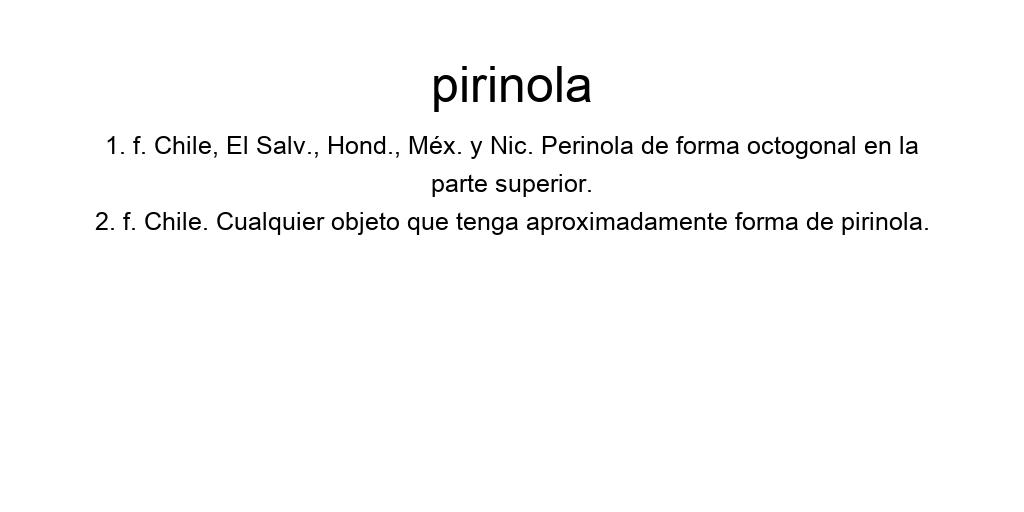 pirinola
1. f. Chile, El Salv., Hond., Méx. y Nic. Perinola de forma octogonal en la
parte superior.
2. f. Chile. Cualquier objeto que tenga aproximadamente forma de pirinola.